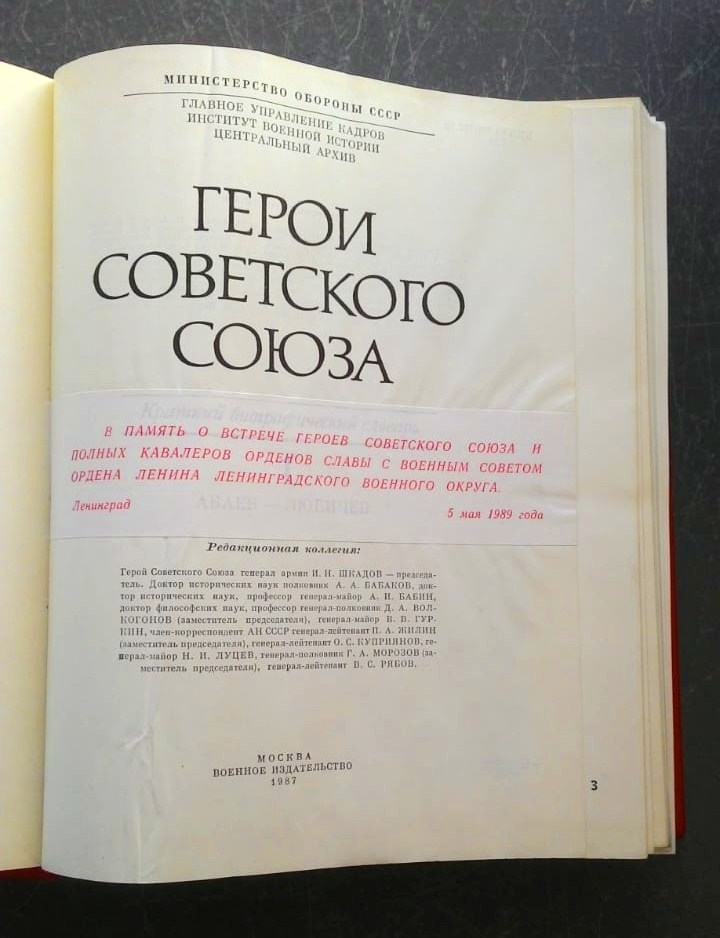 МИНИСТЕРСТВО ОБОРОНЫ СССР
ГЛАВНОЕ УПРАВЛЕНИЕ КАДРОВ
ИНСТИТУТ ВОЕННОЙ ИСТОРИИ
ЦЕНТРАЛЬНЫЙ АРХИВ
ГЕРОИ
СОВЕТСКОГО
СОЮЗА
Краткий биографический словарь
В ПАМЯТЬ О ВСТРЕЧЕ ГЕРОЕВ СОВЕТСКОГО СОЮЗА И
ПОЛНЫХ КАВАЛЕРОВ ОРДЕНОВ СЛАВЫ С ВОЕННЫМ СОВЕТОМ
ОРДЕНА ЛЕНИНА ЛЕНИНГРАДСКОГО ВОЕННОГО ОКРУГА.
АБАЕВ — ЛЮБИЧЕВ
Ленинград 5 мая 1989 года
Редакционная коллегия:
Герой Советского Союза генерал армии И. Н. ШКАДОВ — председа-
тель. Доктор исторических наук полковник А. А. БАБАКОВ, док-
тор исторических наук, профессор генерал-майор А. И. БАБИН,
доктор философских наук, профессор генерал-полковник Д. А. ВОЛ-
КОГОНОВ (заместитель председателя), генерал-майор В. В. ГУР-
КИН, член-корреспондент АН СССР генерал-лейтенант П. А. ЖИЛИН
(заместитель председателя), генерал-лейтенант О. С. КУПРИЯНОВ, ге-
нерал-майор Н. И. ЛУЦЕВ, генерал-полковник Г. А. МОРОЗОВ (за-
меститель председателя), генерал-лейтенант В. С. РЯБОВ.
МОСКВА
ВОЕННОЕ ИЗДАТЕЛЬСТВО
1987
3